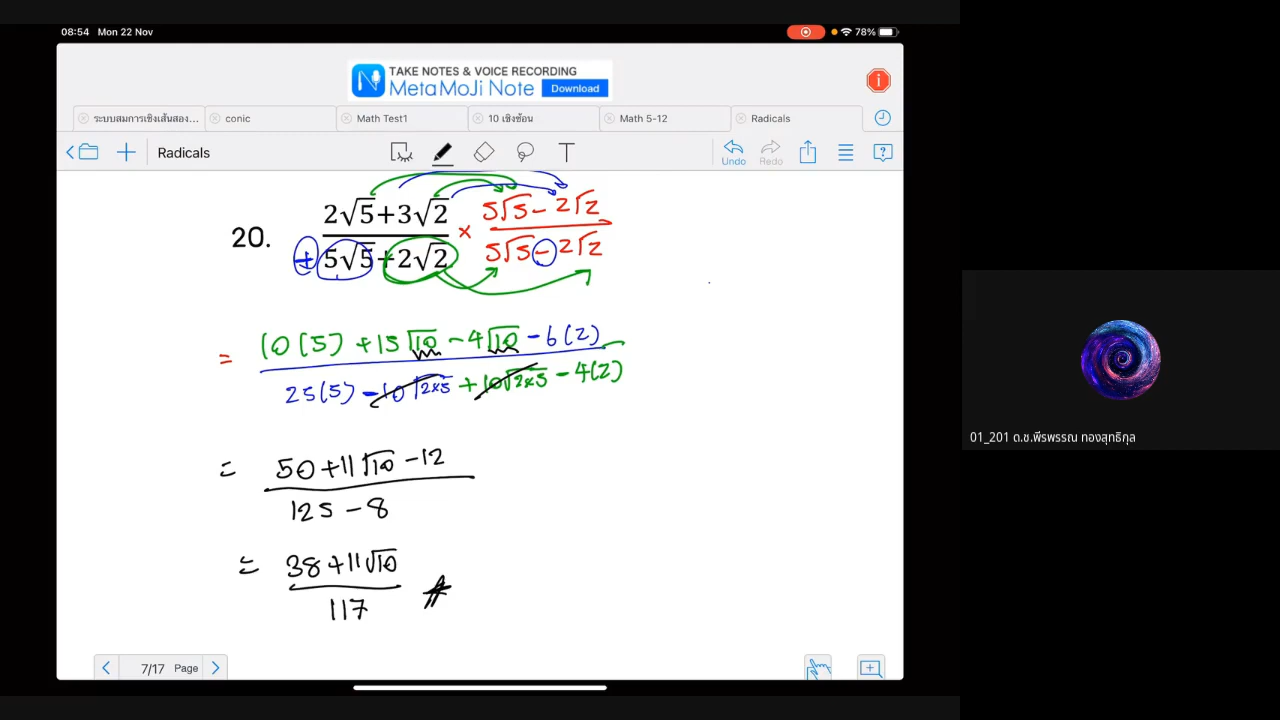 08:54 Mon 22 Nov
78%
TAKE NOTES & VOICE RECORDING
MetaMoJi Note Download
ระบบสมการเชิงเส้นสอง... conic Math Test1 10 เชิงซ้อน Math 5-12 Radicals
Radicals
T
Undo Redo
20. (2√5+3√2)/(5√5+2√2) × (5√5−2√2)/(5√5−2√2)
+
= (10(5) +15√10 −4√10 −6(2))/(25(5) −10√2×5 +10√2×5 −4(2))
= (50+11√10 −12)/(125−8)
= (38+11√10)/117
7/17 Page
01_201 ด.ช.พีรพรรณ ทองสุทธิกุล